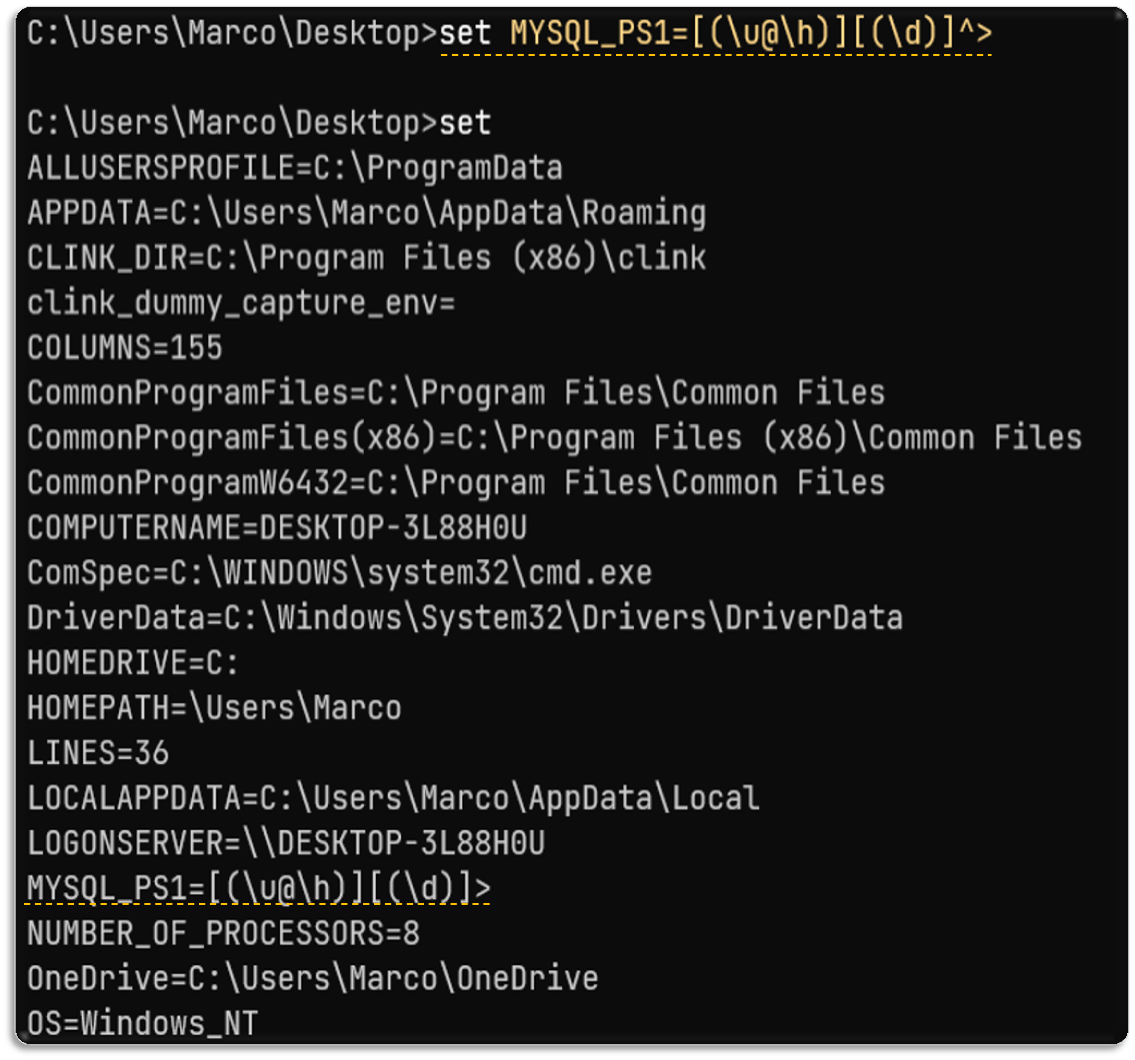 C:\Users\Marco\Desktop>set MYSQL_PS1=[(\u@\h)][(\d)]^>
C:\Users\Marco\Desktop>set
ALLUSERSPROFILE=C:\ProgramData
APPDATA=C:\Users\Marco\AppData\Roaming
CLINK_DIR=C:\Program Files (x86)\clink
clink_dummy_capture_env=
COLUMNS=155
CommonProgramFiles=C:\Program Files\Common Files
CommonProgramFiles(x86)=C:\Program Files (x86)\Common Files
CommonProgramW6432=C:\Program Files\Common Files
COMPUTERNAME=DESKTOP-3L88H0U
ComSpec=C:\WINDOWS\system32\cmd.exe
DriverData=C:\Windows\System32\Drivers\DriverData
HOMEDRIVE=C:
HOMEPATH=\Users\Marco
LINES=36
LOCALAPPDATA=C:\Users\Marco\AppData\Local
LOGONSERVER=\\DESKTOP-3L88H0U
MYSQL_PS1=[(\u@\h)][(\d)]>
NUMBER_OF_PROCESSORS=8
OneDrive=C:\Users\Marco\OneDrive
OS=Windows_NT